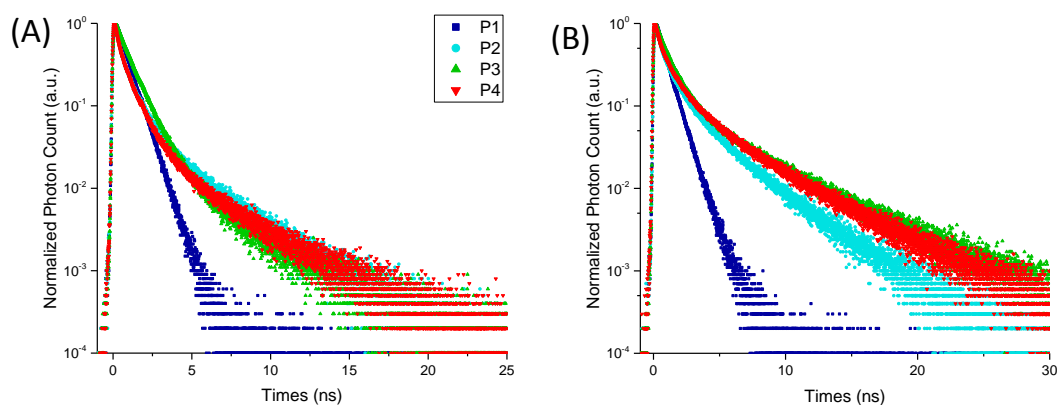 (A)
Normalized Photon Count (a.u.)
10⁰
10⁻¹
10⁻²
10⁻³
10⁻⁴
0 5 10 15 20 25
Times (ns)
P1
P2
P3
P4
(B)
Normalized Photon Count (a.u.)
10⁰
10⁻¹
10⁻²
10⁻³
10⁻⁴
0 10 20 30
Times (ns)